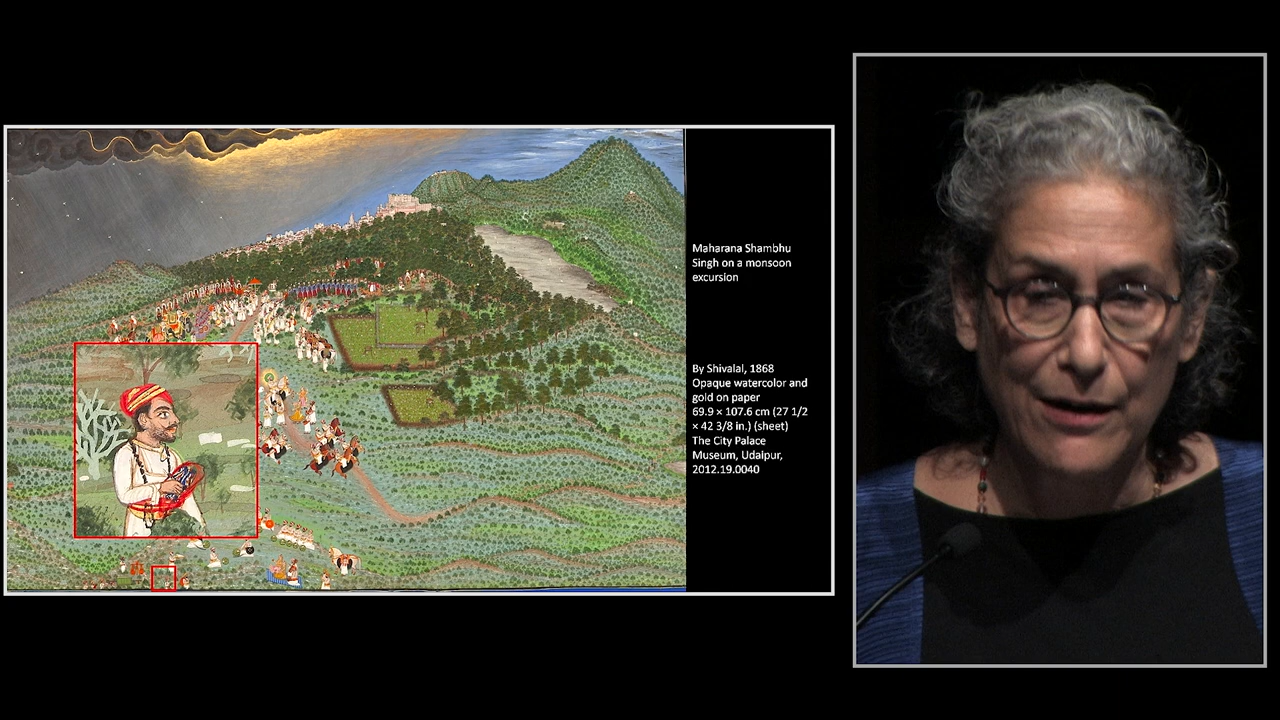 Maharana Shambhu
Singh on a monsoon
excursion
By Shivalal, 1868
Opaque watercolor and
gold on paper
69.9 × 107.6 cm (27 1/2
× 42 3/8 in.) (sheet)
The City Palace
Museum, Udaipur,
2012.19.0040